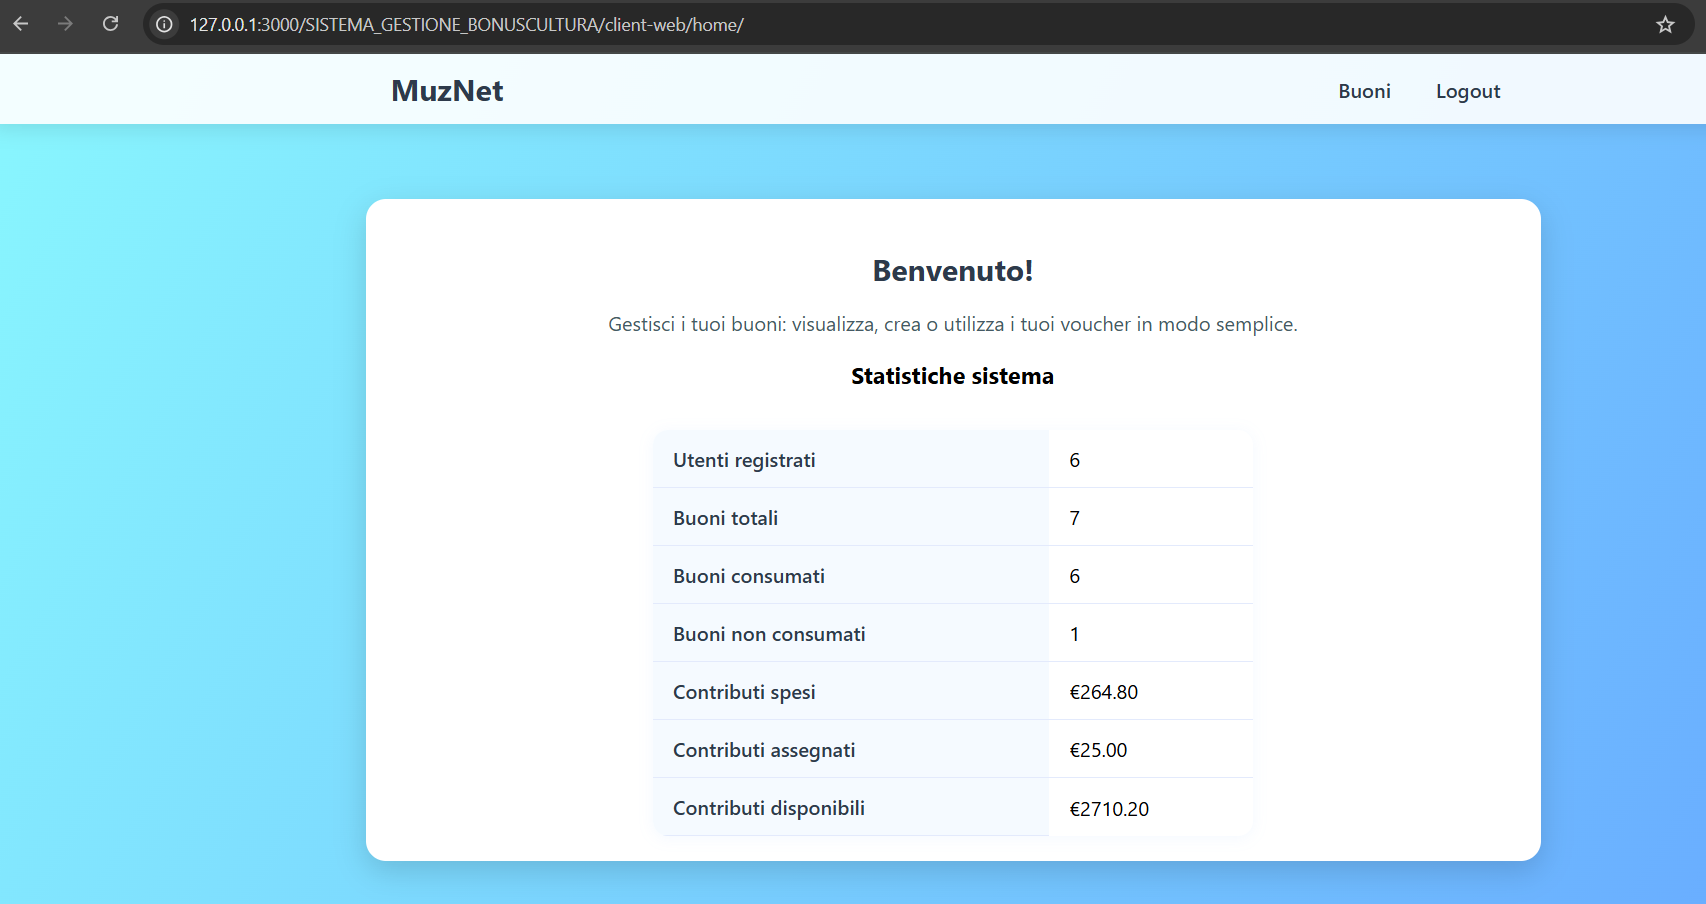 127.0.0.1:3000/SISTEMA_GESTIONE_BONUSCULTURA/client-web/home/
MuzNet Buoni Logout
Benvenuto!
Gestisci i tuoi buoni: visualizza, crea o utilizza i tuoi voucher in modo semplice.
Statistiche sistema
Utenti registrati 6
Buoni totali 7
Buoni consumati 6
Buoni non consumati 1
Contributi spesi €264.80
Contributi assegnati €25.00
Contributi disponibili €2710.20